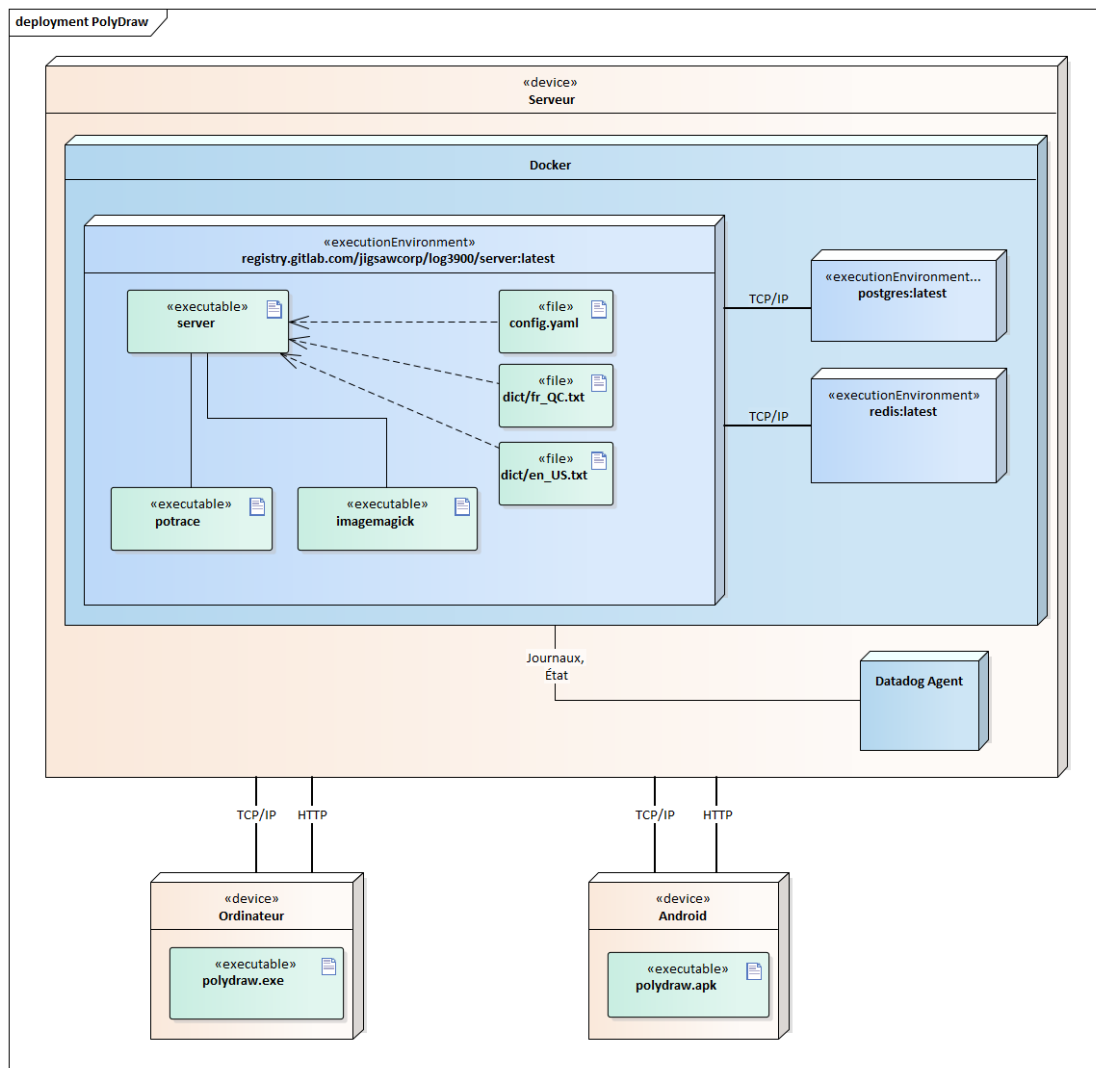 deployment PolyDraw
«device»
Serveur
Docker
«executionEnvironment»
registry.gitlab.com/jigsawcorp/log3900/server:latest
«executable»
server
«file»
config.yaml
«file»
dict/fr_QC.txt
«file»
dict/en_US.txt
«executable»
potrace
«executable»
imagemagick
TCP/IP
«executionEnvironment...
postgres:latest
TCP/IP
«executionEnvironment»
redis:latest
Journaux,
État
Datadog Agent
TCP/IP
HTTP
TCP/IP
HTTP
«device»
Ordinateur
«executable»
polydraw.exe
«device»
Android
«executable»
polydraw.apk